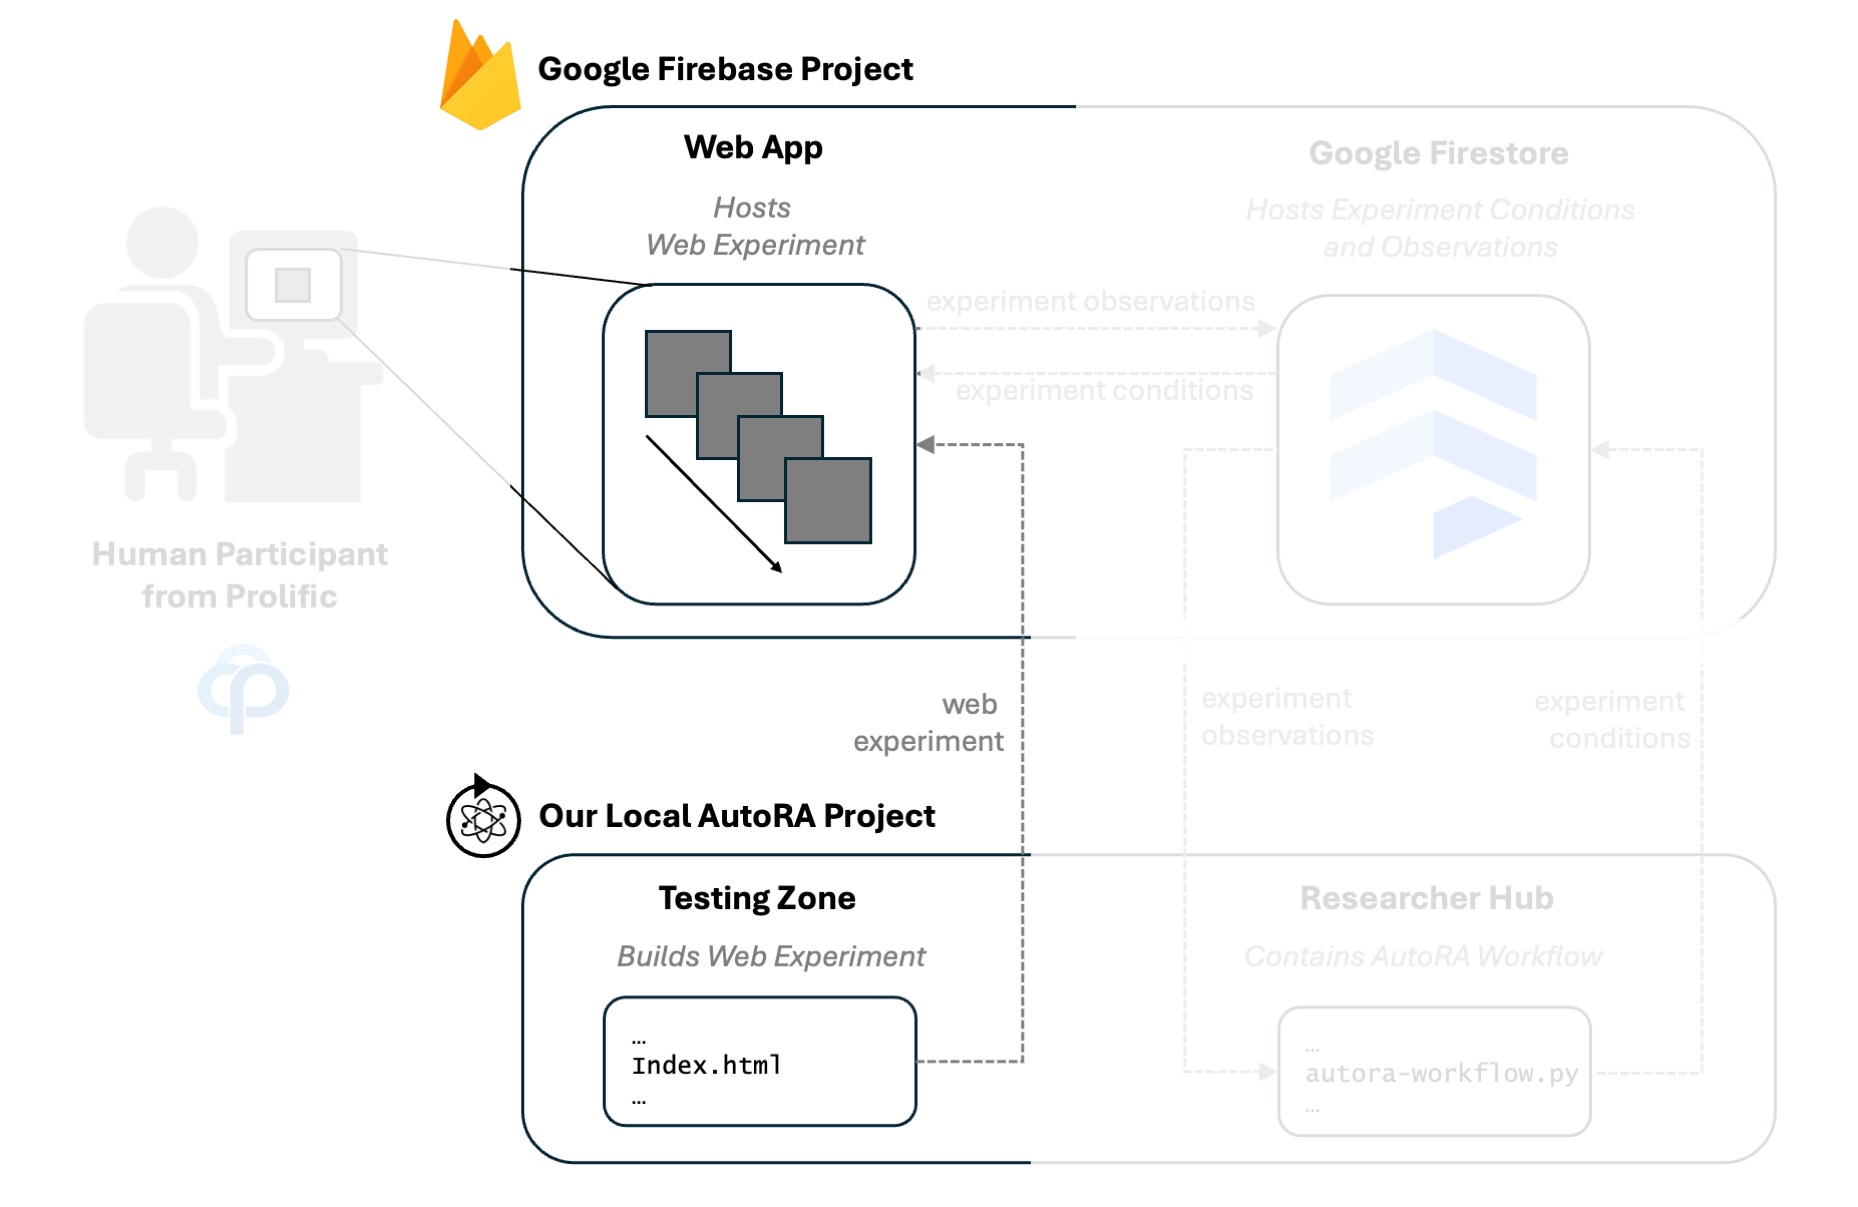 Google Firebase Project
Web App
Hosts
Web Experiment
Google Firestore
Hosts Experiment Conditions
and Observations
experiment observations
experiment conditions
Human Participant
from Prolific
web
experiment
experiment
observations
experiment
conditions
Our Local AutoRA Project
Testing Zone
Builds Web Experiment
…
Index.html
…
Researcher Hub
Contains AutoRA Workflow
…
autora-workflow.py
…